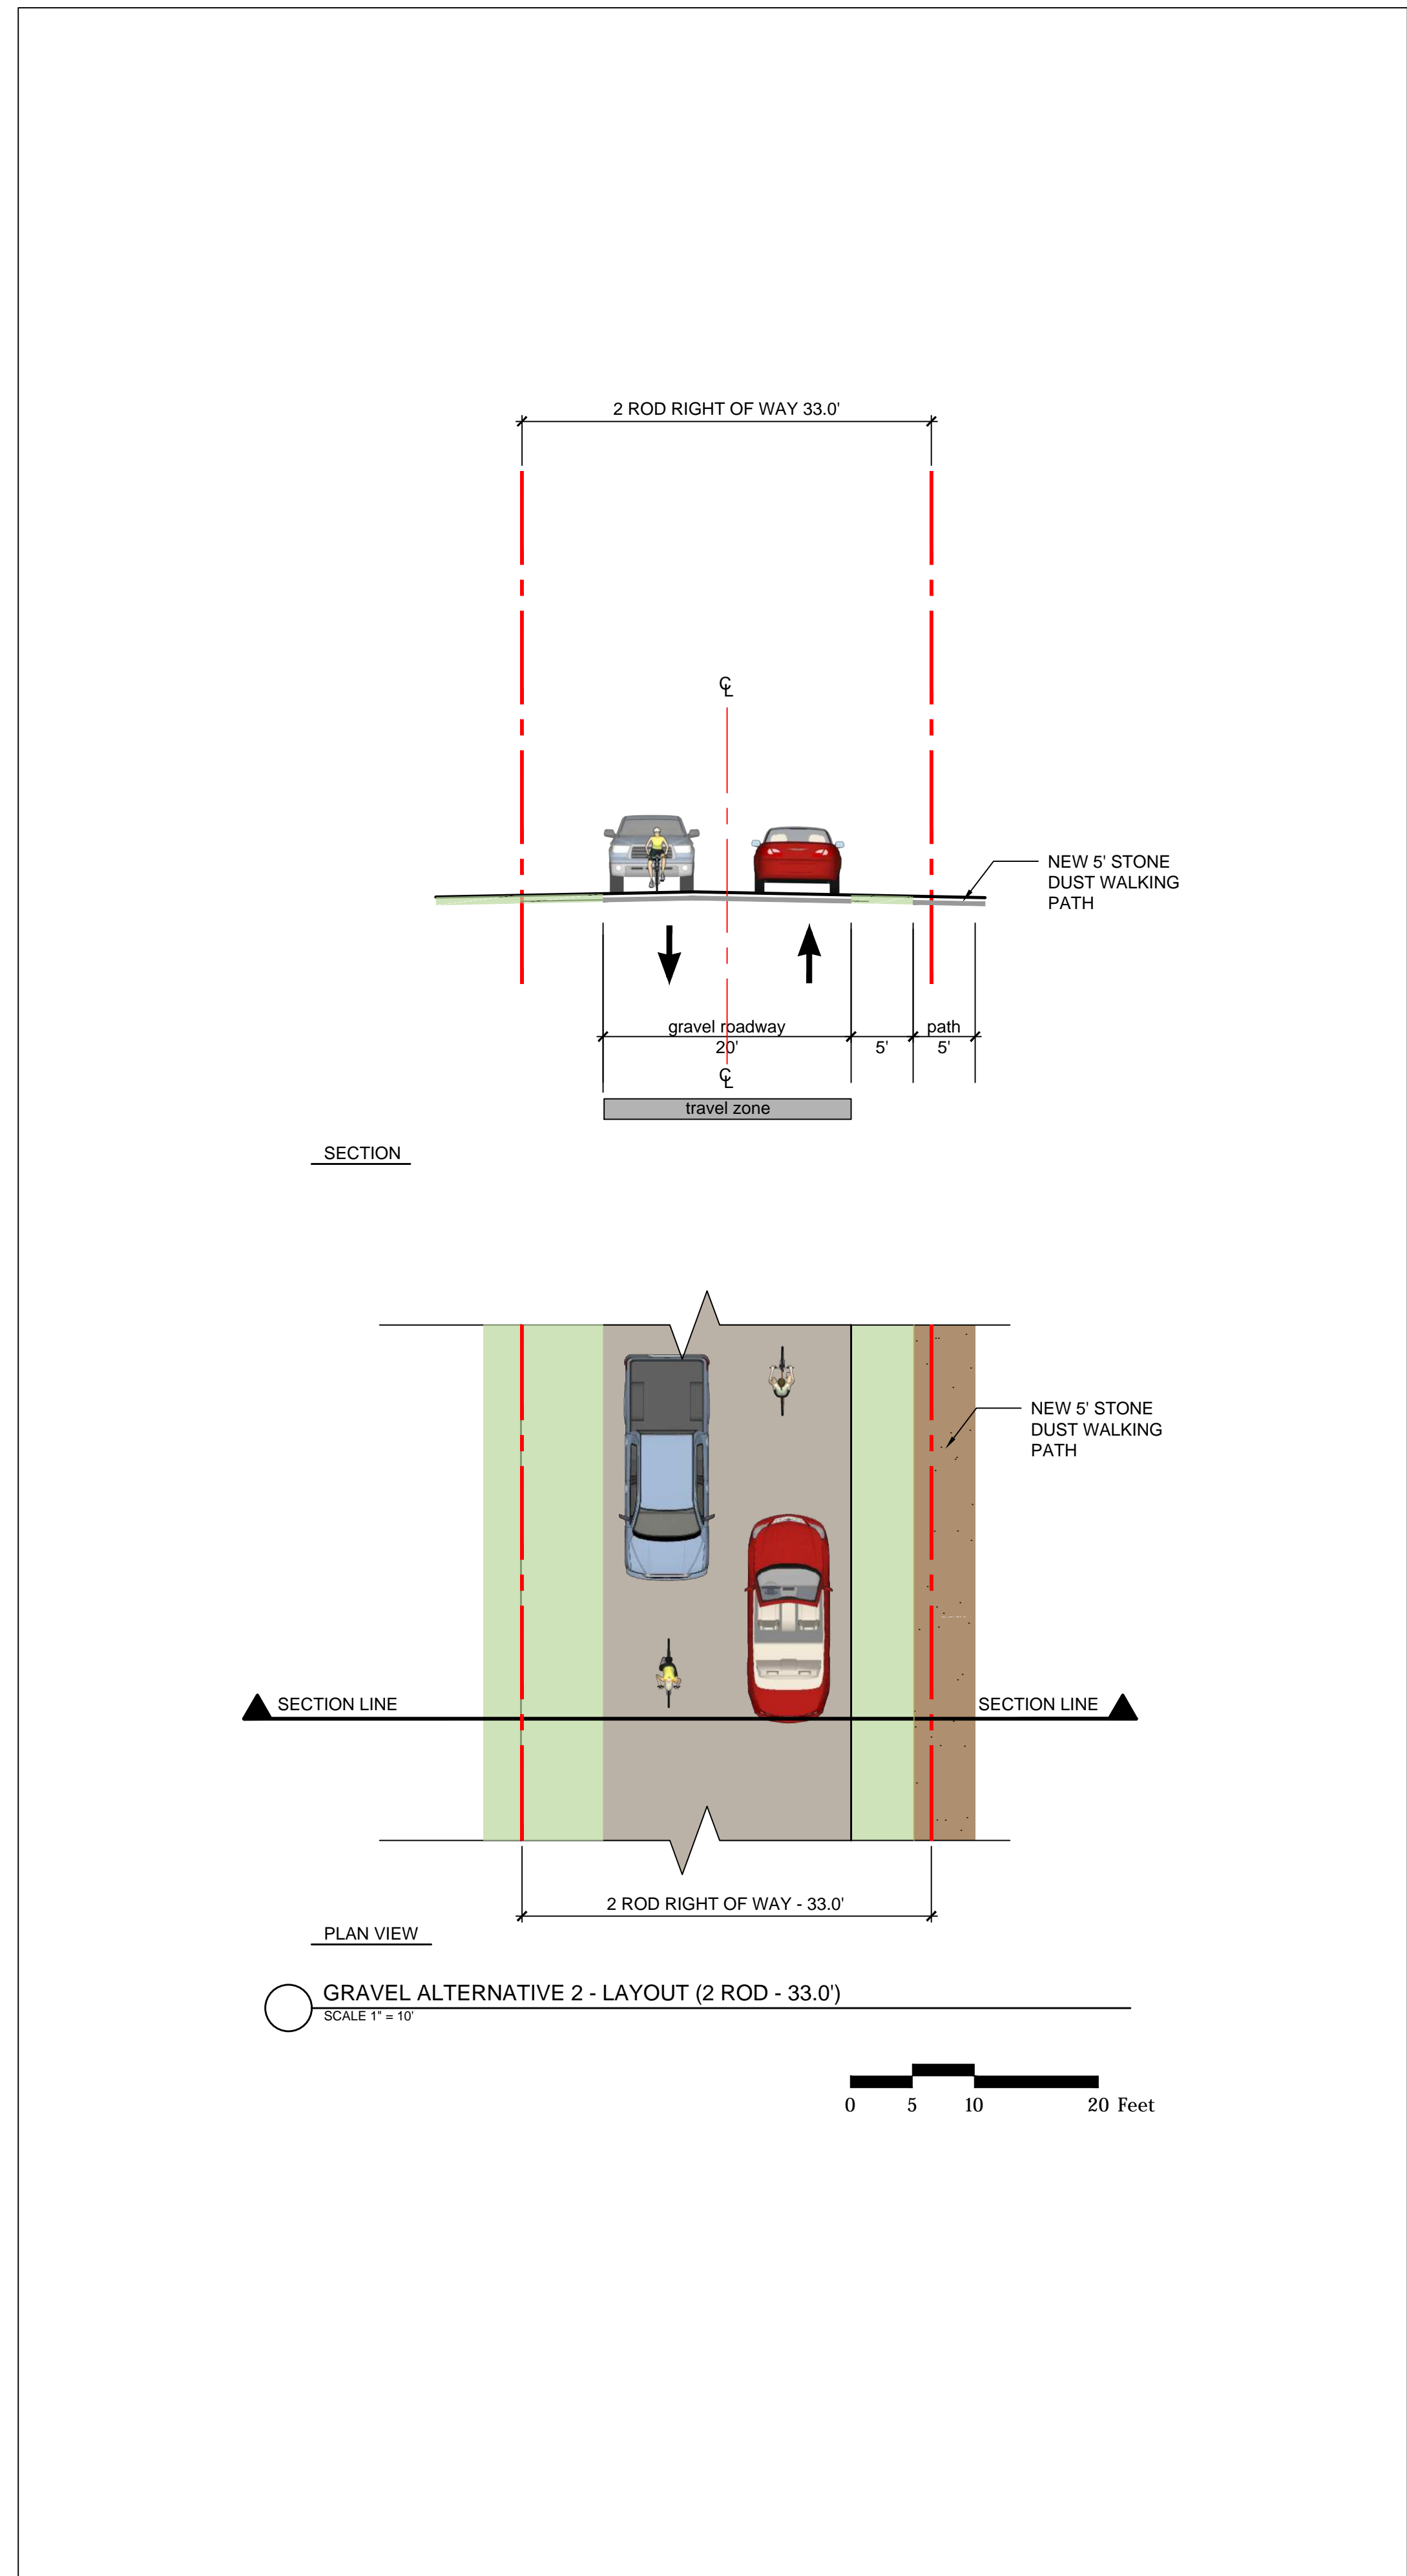 2 ROD RIGHT OF WAY 33.0'
℄
NEW 5' STONE
DUST WALKING
PATH
gravel roadway
path
20'
5'
5'
℄
travel zone
SECTION
NEW 5' STONE
DUST WALKING
PATH
SECTION LINE
SECTION LINE
2 ROD RIGHT OF WAY - 33.0'
PLAN VIEW
GRAVEL ALTERNATIVE 2 - LAYOUT (2 ROD - 33.0')
SCALE 1" = 10'
0 5 10 20 Feet